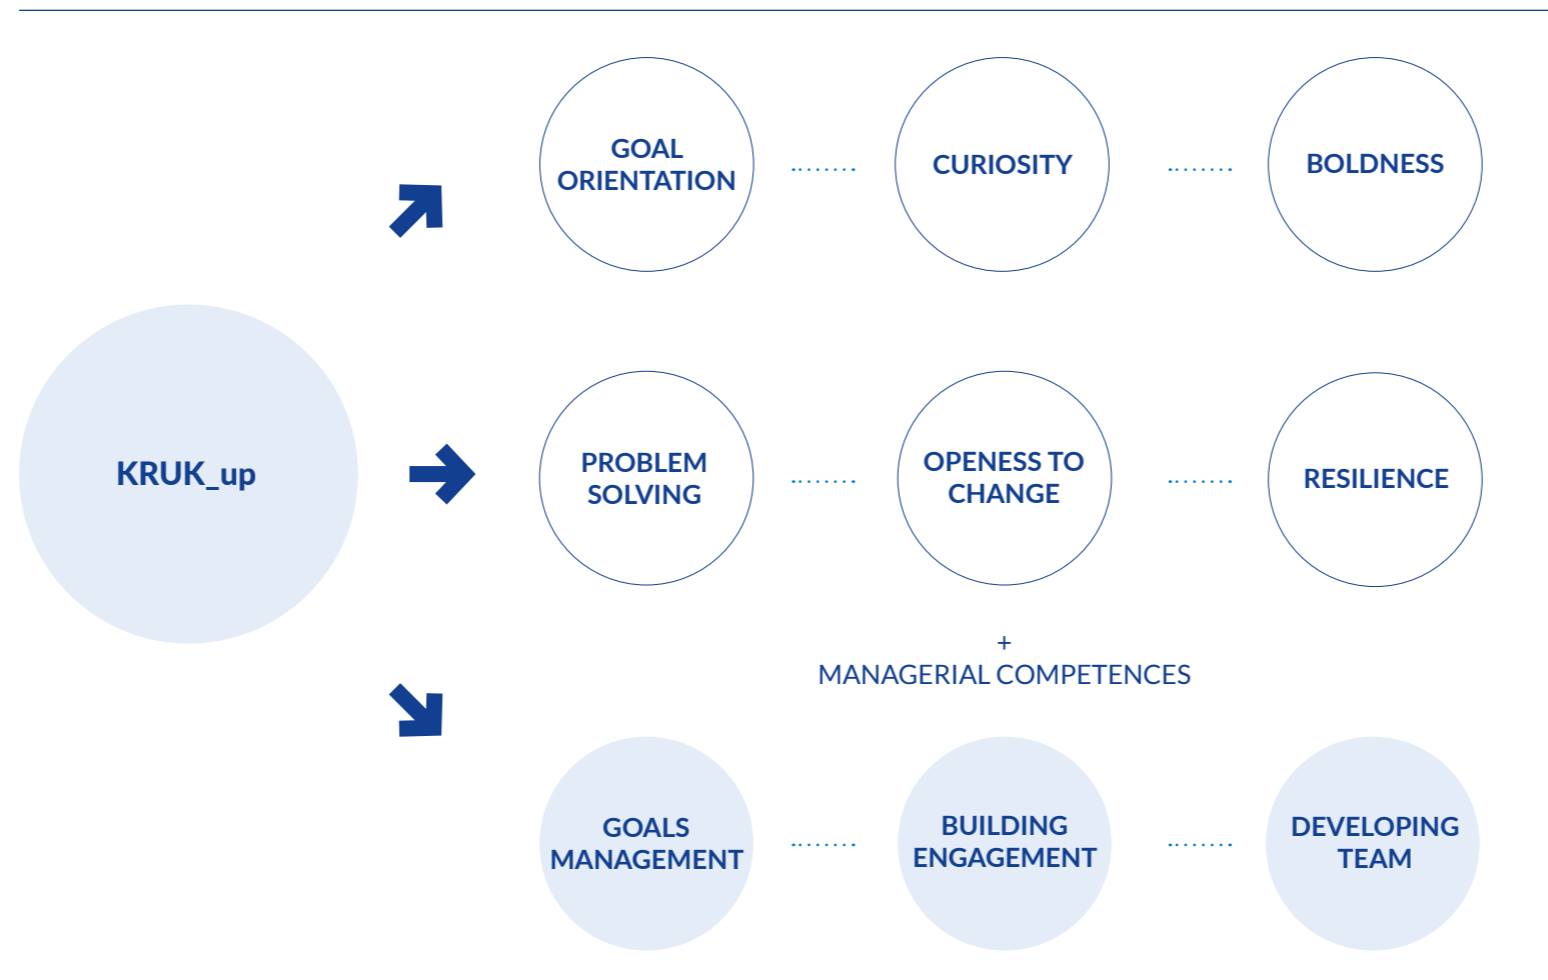 GOAL
ORIENTATION
CURIOSITY
BOLDNESS
KRUK_up
PROBLEM
SOLVING
OPENESS TO
CHANGE
RESILIENCE
+
MANAGERIAL COMPETENCES
GOALS
MANAGEMENT
BUILDING
ENGAGEMENT
DEVELOPING
TEAM